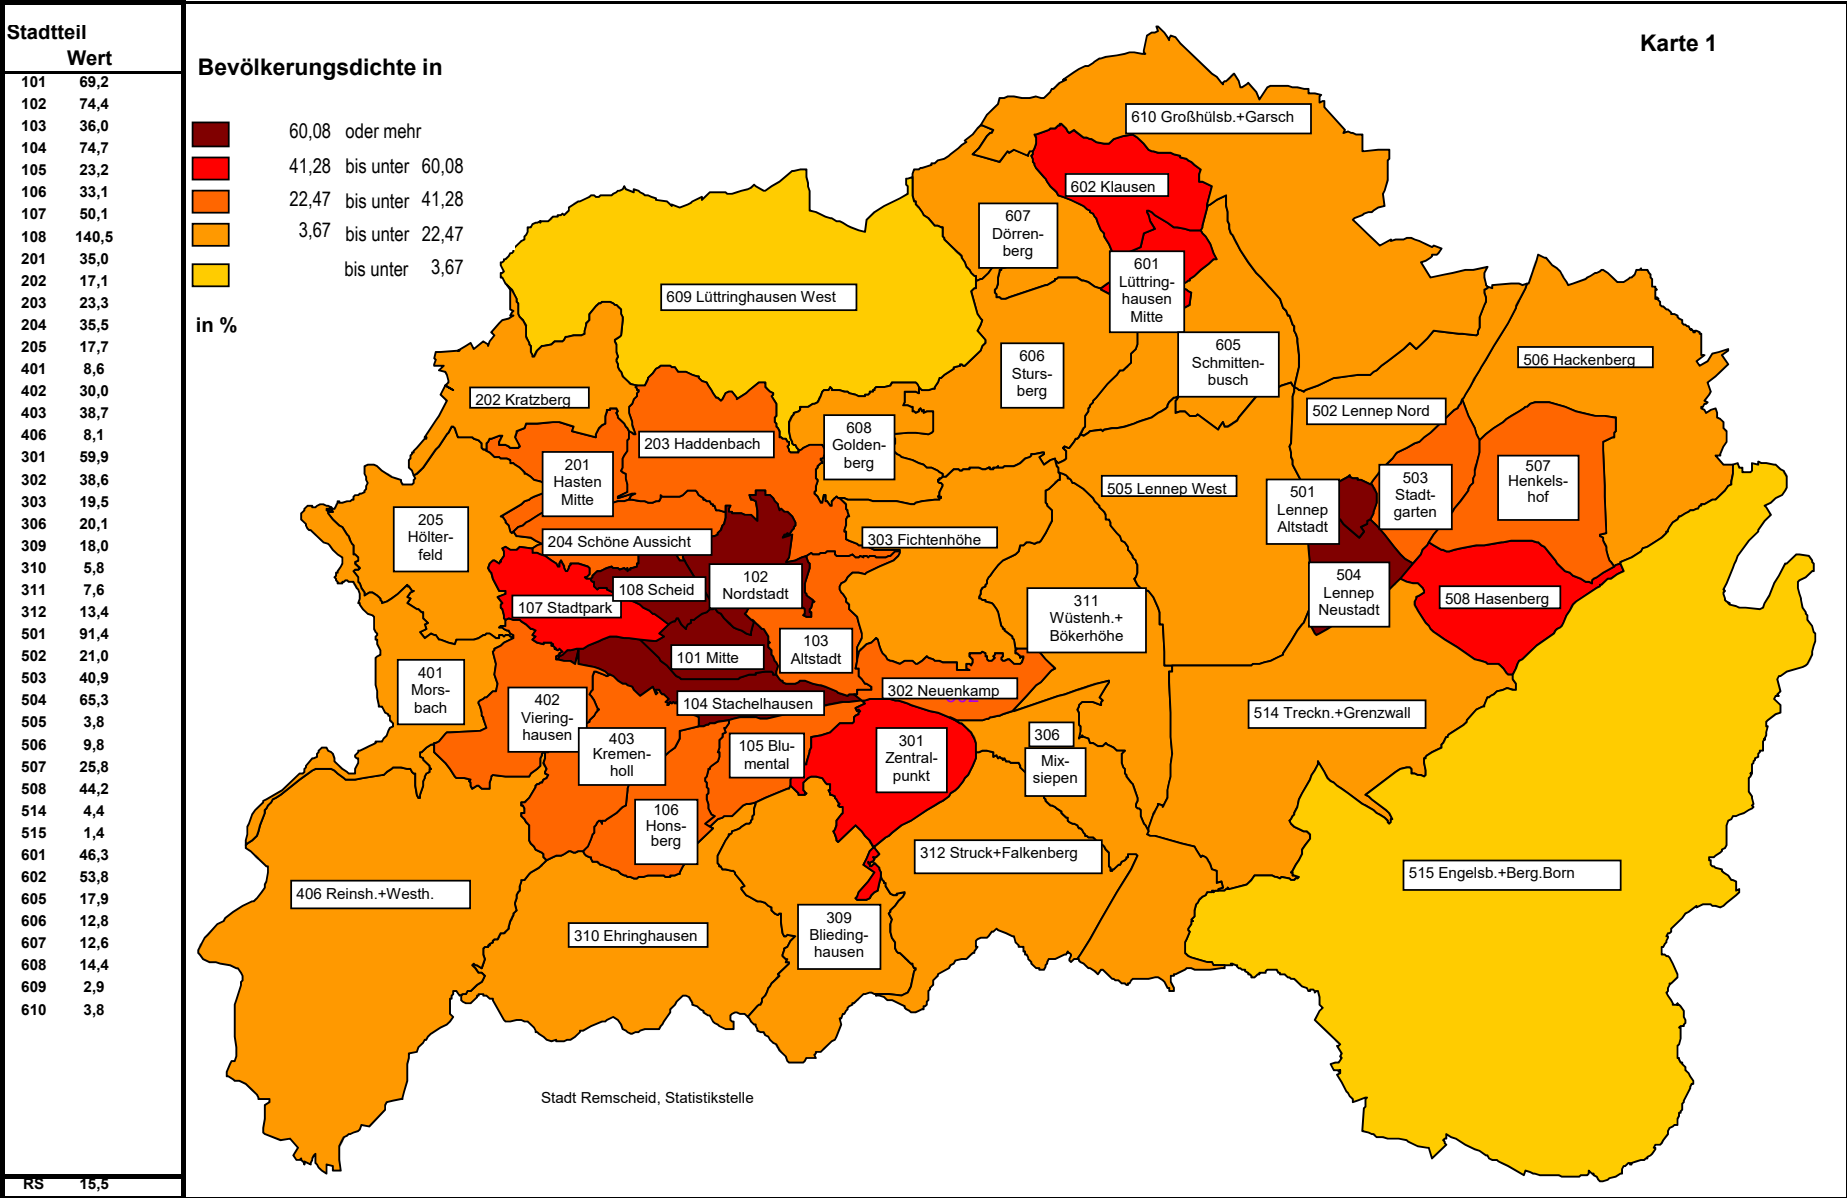 Stadtteil
Wert
101 69,2
102 74,4
103 36,0
104 74,7
105 23,2
106 33,1
107 50,1
108 140,5
201 35,0
202 17,1
203 23,3
204 35,5
205 17,7
401 8,6
402 30,0
403 38,7
406 8,1
301 59,9
302 38,6
303 19,5
306 20,1
309 18,0
310 5,8
311 7,6
312 13,4
501 91,4
502 21,0
503 40,9
504 65,3
505 3,8
506 9,8
507 25,8
508 44,2
514 4,4
515 1,4
601 46,3
602 53,8
605 17,9
606 12,8
607 12,6
608 14,4
609 2,9
610 3,8
RS 15,5
Bevölkerungsdichte in
60,08 oder mehr
41,28 bis unter 60,08
22,47 bis unter 41,28
3,67 bis unter 22,47
bis unter 3,67
in %
Karte 1
610 Großhülsb.+Garsch
602 Klausen
607
Dörren-
berg
601
Lüttring-
hausen
Mitte
609 Lüttringhausen West
605
Schmitten-
busch
606
Sturs-
berg
506 Hackenberg
202 Kratzberg
502 Lennep Nord
203 Haddenbach
608
Golden-
berg
201
Hasten
Mitte
507
Henkels-
hof
503
Stadt-
garten
505 Lennep West
501
Lennep
Altstadt
205
Hölter-
feld
204 Schöne Aussicht
303 Fichtenhöhe
102
Nordstadt
108 Scheid
504
Lennep
Neustadt
508 Hasenberg
107 Stadtpark
311
Wüstenh.+
Bökerhöhe
103
Altstadt
101 Mitte
401
Mors-
bach
302 Neuenkamp
402
Viering-
hausen
104 Stachelhausen
514 Treckn.+Grenzwall
403
Kremen-
holl
105 Blu-
mental
301
Zentral-
punkt
306
Mix-
siepen
106
Hons-
berg
312 Struck+Falkenberg
515 Engelsb.+Berg.Born
406 Reinsh.+Westh.
310 Ehringhausen
309
Blieding-
hausen
Stadt Remscheid, Statistikstelle